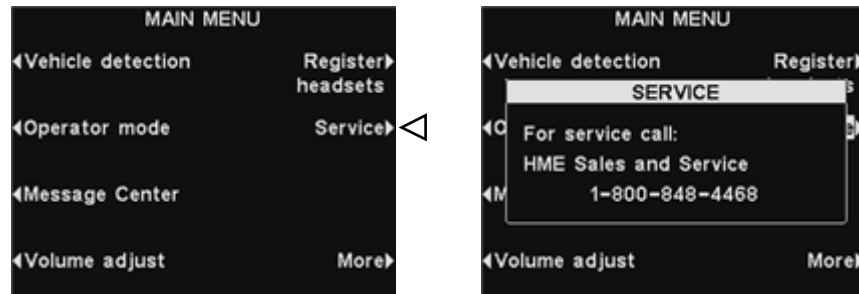 MAIN MENU
Vehicle detection
Register
headsets
Operator mode
Service
Message Center
Volume adjust
More
MAIN MENU
Vehicle detection
Register
SERVICE
For service call:
HME Sales and Service
1-800-848-4468
Volume adjust
More